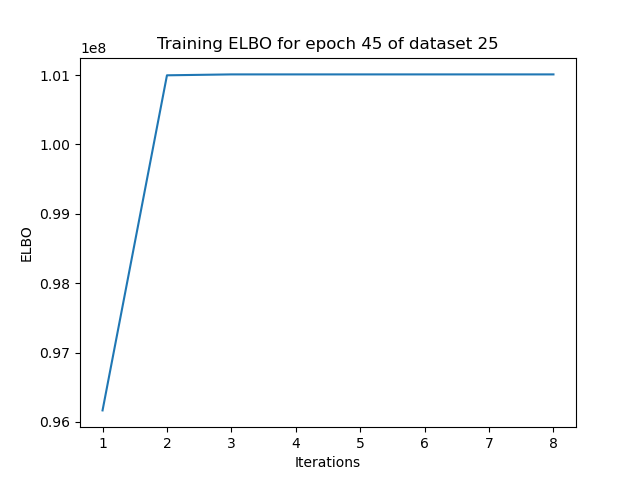 Training ELBO for epoch 45 of dataset 25
1e8
1.01
1.00
0.99
0.98
0.97
0.96
ELBO
1 2 3 4 5 6 7 8
Iterations